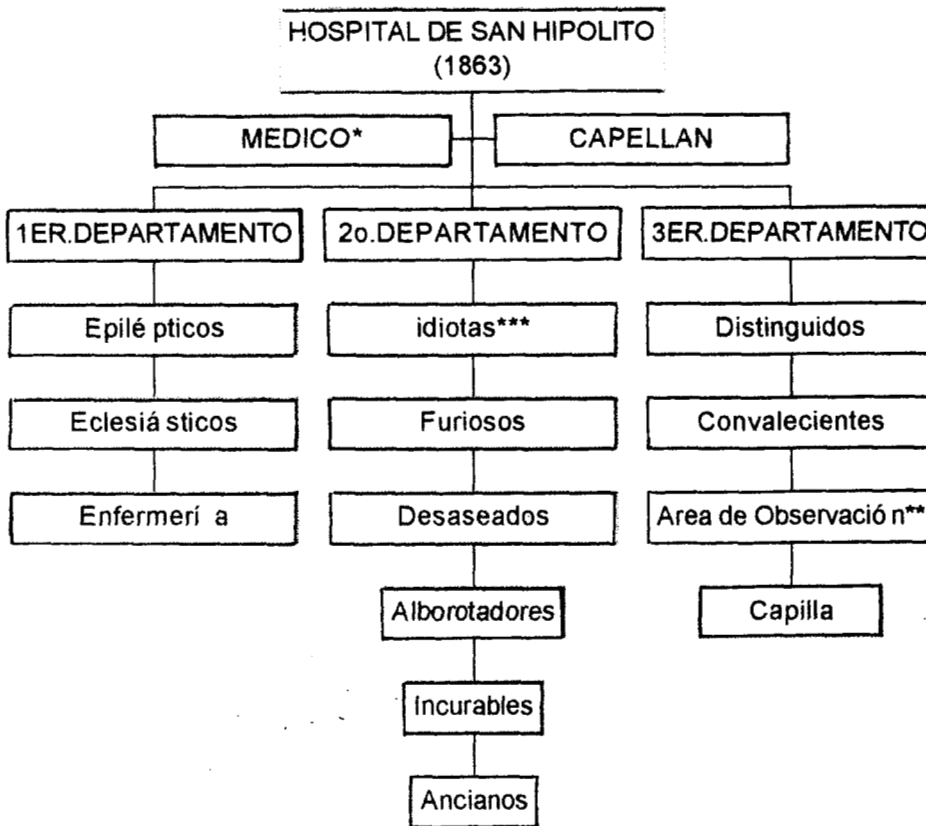 HOSPITAL DE SAN HIPOLITO
(1863)
MEDICO*
CAPELLAN
1ER.DEPARTAMENTO
2o.DEPARTAMENTO
3ER.DEPARTAMENTO
Epilé pticos
idiotas***
Distinguidos
Eclesiá sticos
Furiosos
Convalecientes
Enfermerí a
Desaseados
Area de Observació n**
Alborotadores
Capilla
Incurables
Ancianos